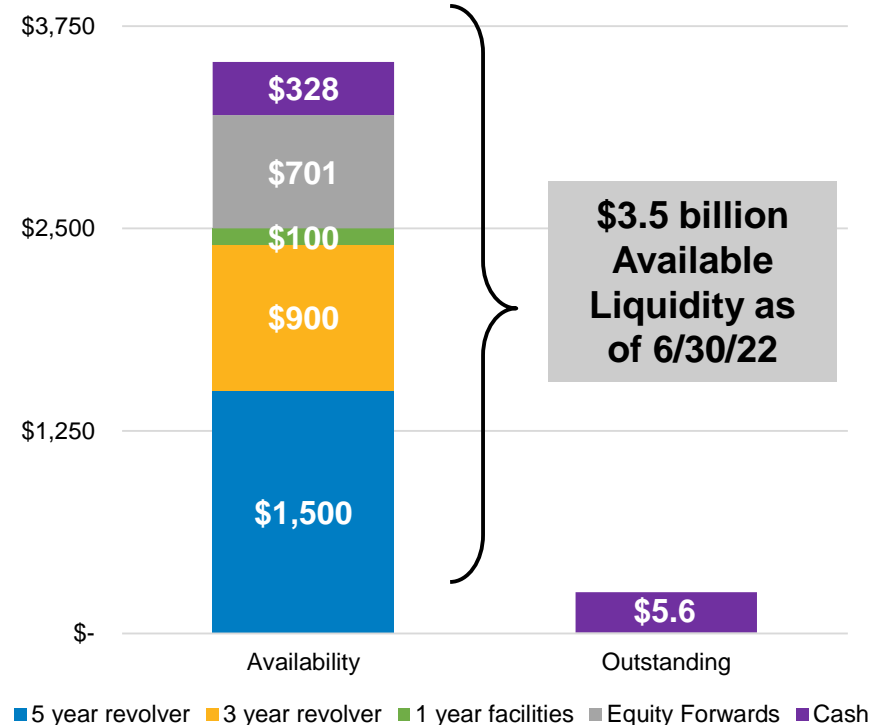 $3,750
$2,500
$1,250
$-
$328
$701
$100
$900
$1,500
$3.5 billion
Available
Liquidity as
of 6/30/22
$5.6
Availability
Outstanding
5 year revolver
3 year revolver
1 year facilities
Equity Forwards
Cash